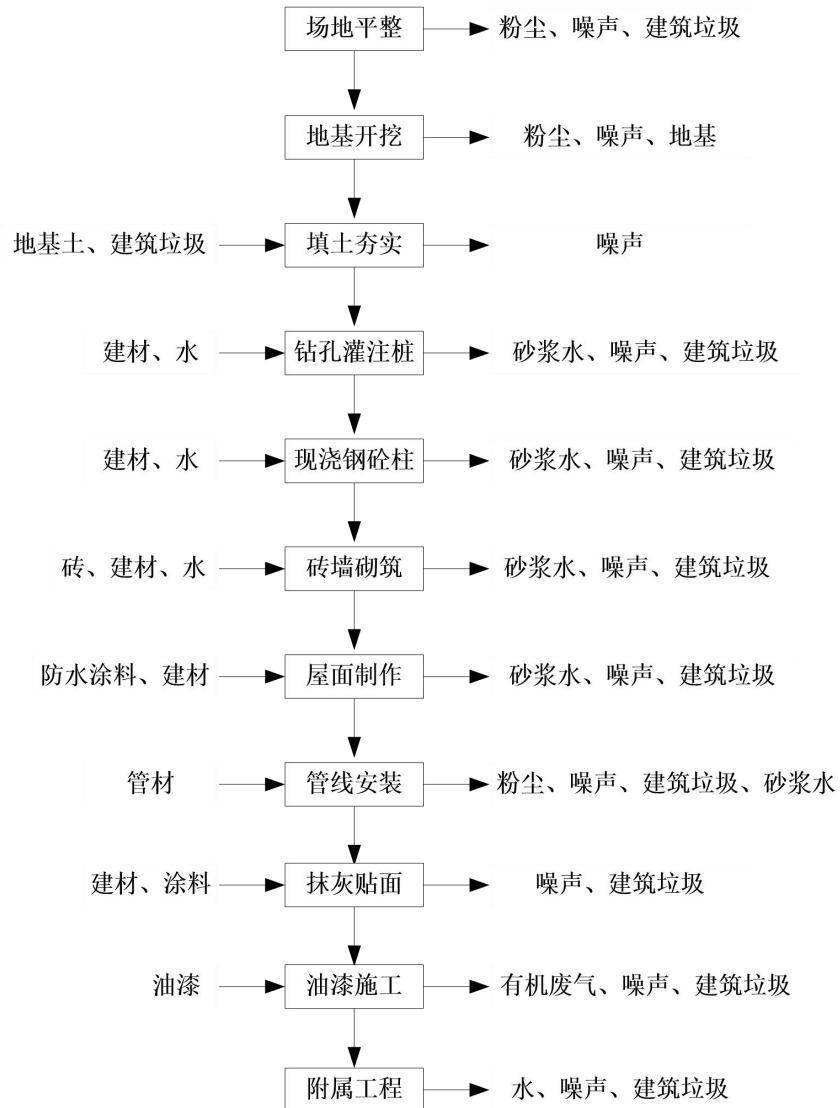 场地平整 粉尘、噪声、建筑垃圾
地基开挖 粉尘、噪声、地基
地基土、建筑垃圾 填土夯实 噪声
建材、水 钻孔灌注桩 砂浆水、噪声、建筑垃圾
建材、水 现浇钢砼柱 砂浆水、噪声、建筑垃圾
砖、建材、水 砖墙砌筑 砂浆水、噪声、建筑垃圾
防水涂料、建材 屋面制作 砂浆水、噪声、建筑垃圾
管材 管线安装 粉尘、噪声、建筑垃圾、砂浆水
建材、涂料 抹灰贴面 噪声、建筑垃圾
油漆 油漆施工 有机废气、噪声、建筑垃圾
附属工程 水、噪声、建筑垃圾